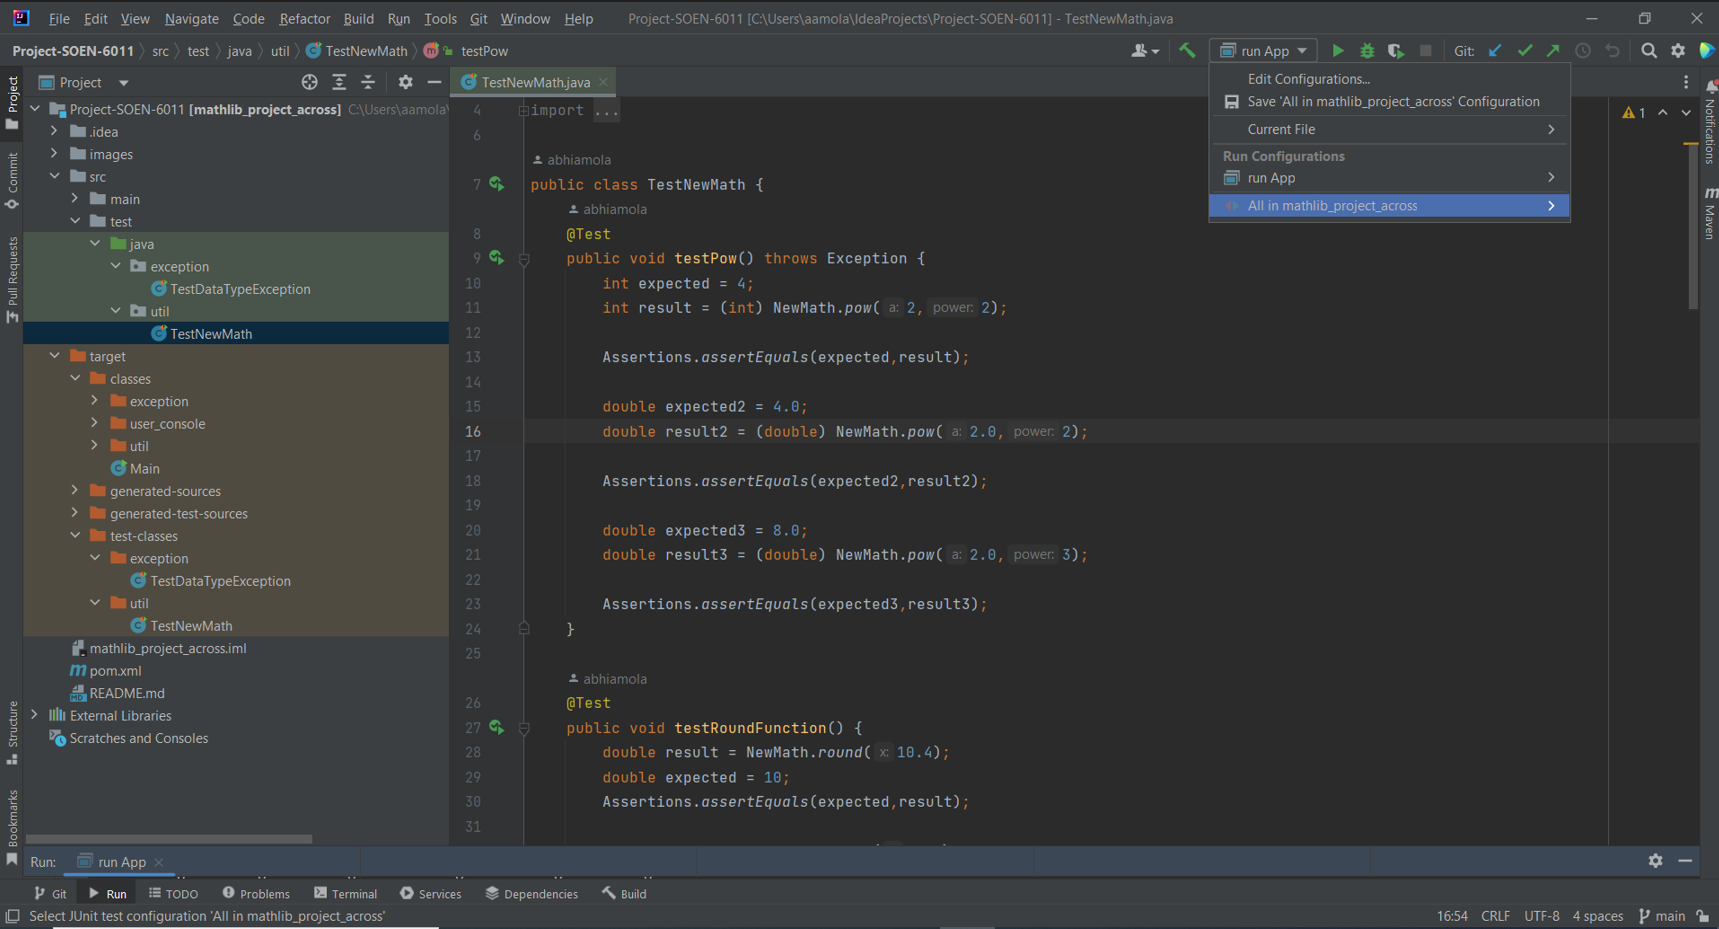 File Edit View Navigate Code Refactor Build Run Tools Git Window Help Project-SOEN-6011 [C:\Users\aamola\IdeaProjects\Project-SOEN-6011] - TestNewMath.java
Project-SOEN-6011 src test java util TestNewMath testPow
run App Git:
Project
TestNewMath.java
Project
Commit
Pull Requests
Structure
Bookmarks
Project-SOEN-6011 [mathlib_project_across] C:\Users\aamola\
.idea
images
src
main
test
java
exception
TestDataTypeException
util
TestNewMath
target
classes
exception
user_console
util
Main
generated-sources
generated-test-sources
test-classes
exception
TestDataTypeException
util
TestNewMath
mathlib_project_across.iml
pom.xml
README.md
External Libraries
Scratches and Consoles
4 import ...
6
abhiamola
7 public class TestNewMath {
abhiamola
8 @Test
9 public void testPow() throws Exception {
10 int expected = 4;
11 int result = (int) NewMath.pow( a: 2, power: 2);
12
13 Assertions.assertEquals(expected,result);
14
15 double expected2 = 4.0;
16 double result2 = (double) NewMath.pow( a: 2.0, power: 2);
17
18 Assertions.assertEquals(expected2,result2);
19
20 double expected3 = 8.0;
21 double result3 = (double) NewMath.pow( a: 2.0, power: 3);
22
23 Assertions.assertEquals(expected3,result3);
24 }
25
abhiamola
26 @Test
27 public void testRoundFunction() {
28 double result = NewMath.round( x: 10.4);
29 double expected = 10;
30 Assertions.assertEquals(expected,result);
31
Edit Configurations...
Save 'All in mathlib_project_across' Configuration
Current File
Run Configurations
run App
All in mathlib_project_across
1
Notifications
m
Maven
Run: run App
Git Run TODO Problems Terminal Services Dependencies Build
Select JUnit test configuration 'All in mathlib_project_across'
16:54 CRLF UTF-8 4 spaces main